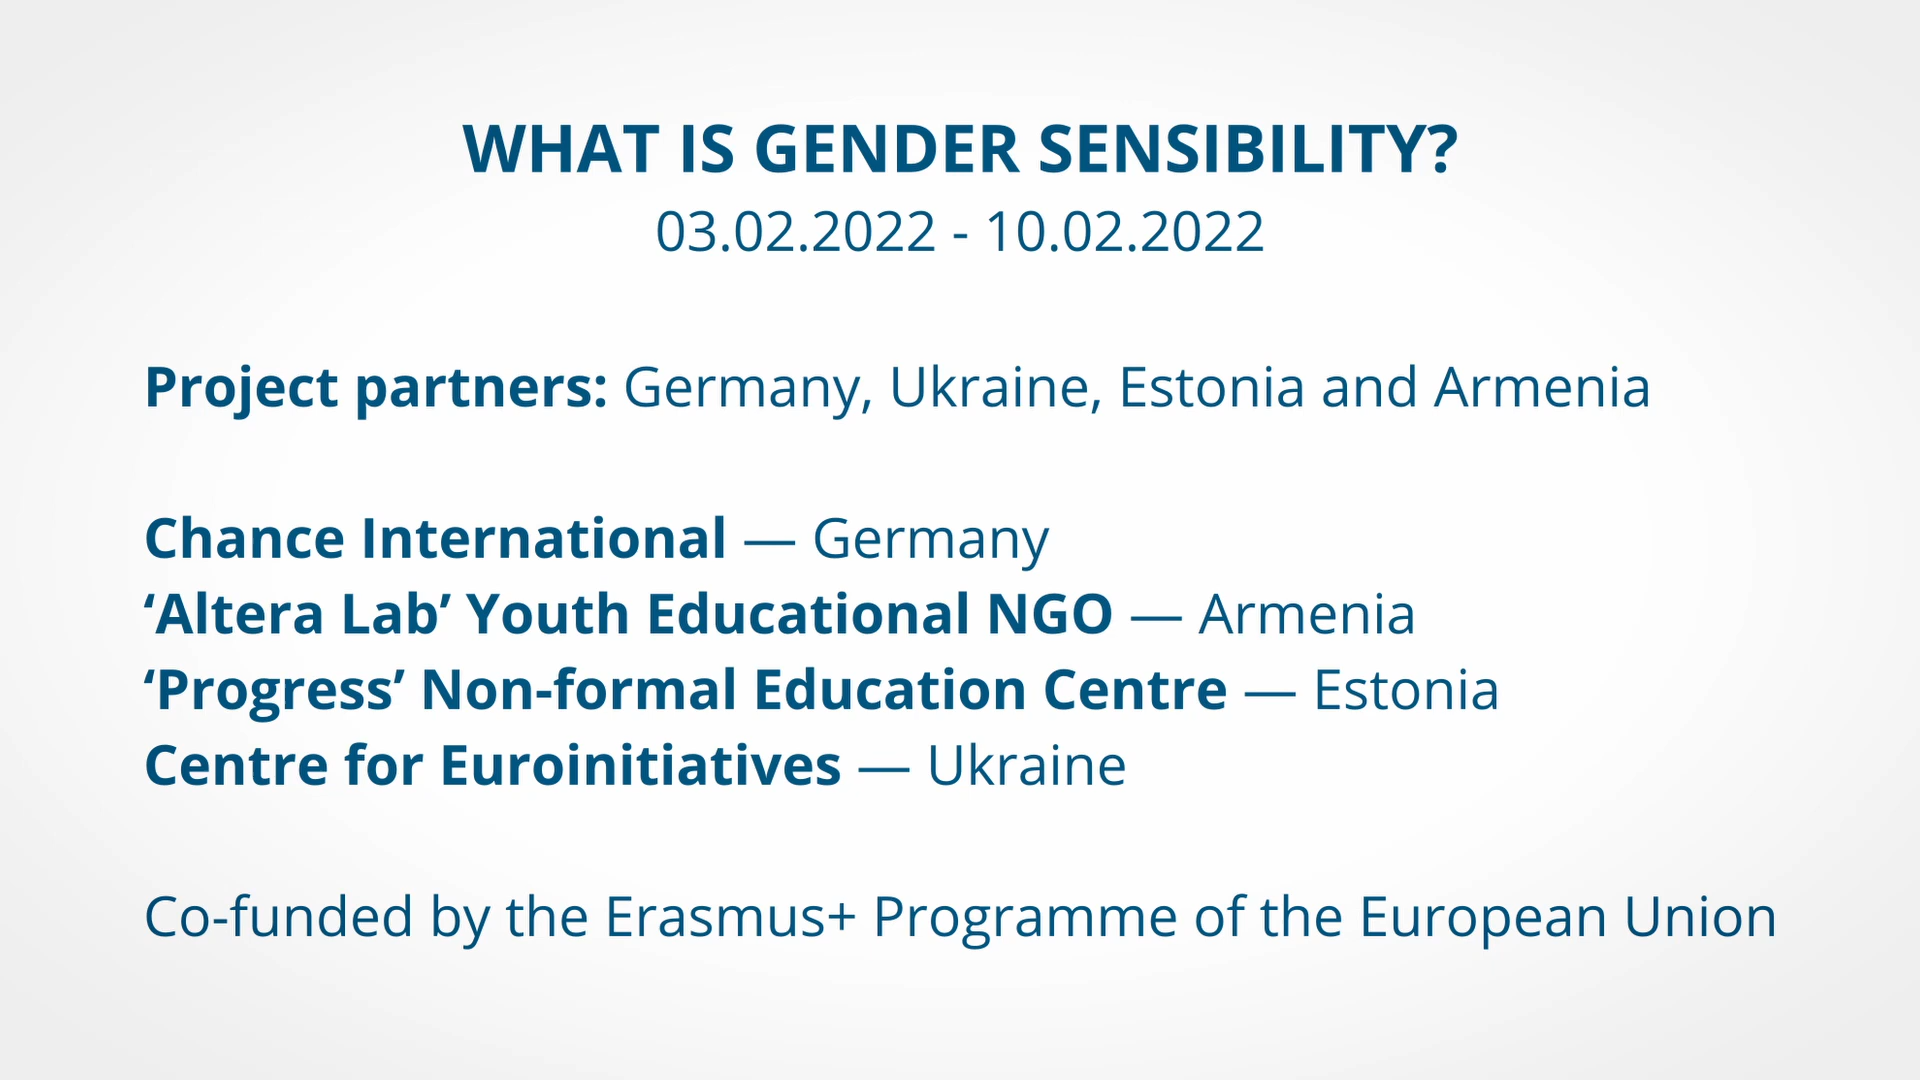 WHAT IS GENDER SENSIBILITY?
03.02.2022 - 10.02.2022
Project partners: Germany, Ukraine, Estonia and Armenia
Chance International — Germany
‘Altera Lab’ Youth Educational NGO — Armenia
‘Progress’ Non-formal Education Centre — Estonia
Centre for Euroinitiatives — Ukraine
Co-funded by the Erasmus+ Programme of the European Union